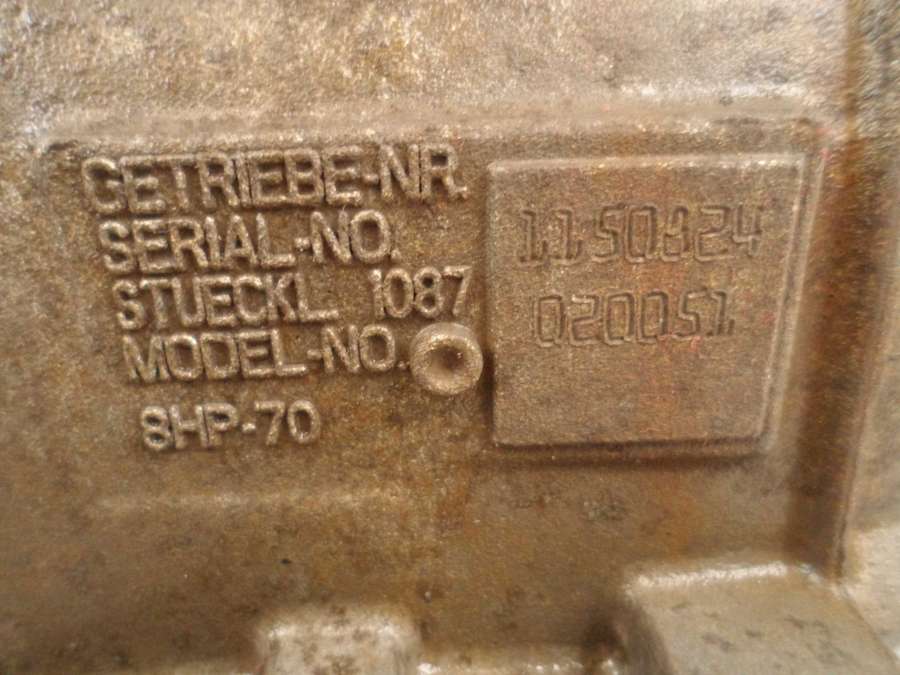 GETRIEBE-NR.
SERIAL-NO.
STUECKL. 1087
MODEL-NO.
8HP-70
1150824
020051